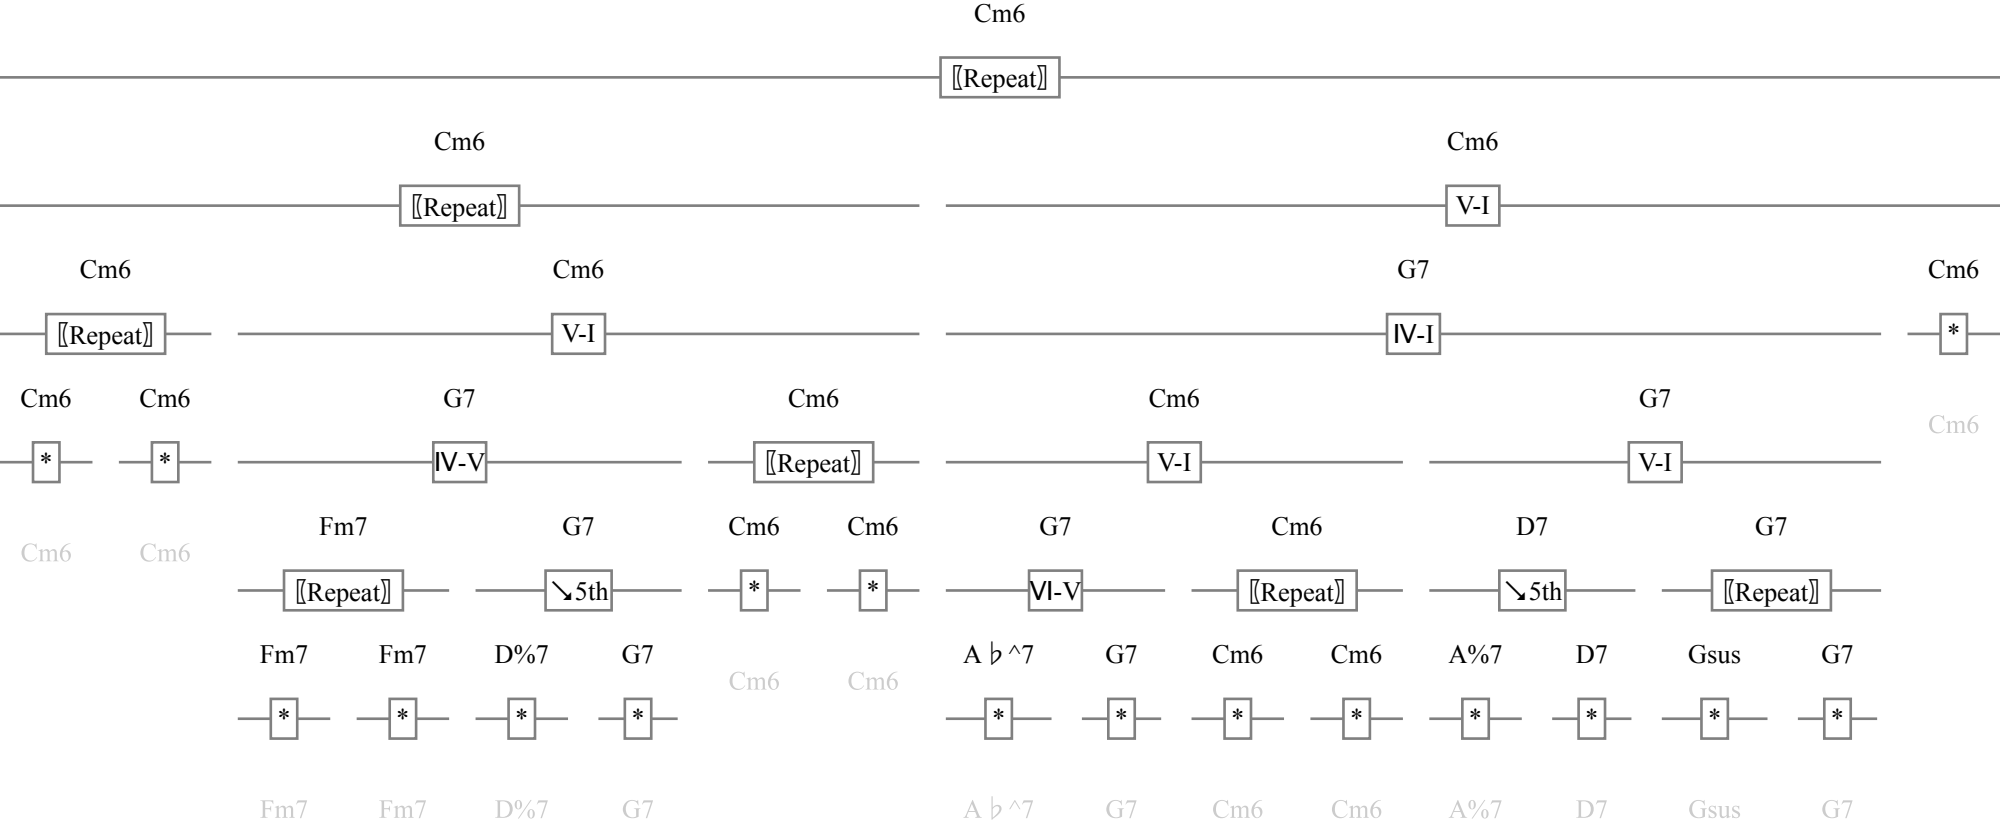 Cm6
⟦Repeat⟧
Cm6 Cm6
⟦Repeat⟧ V-I
Cm6 Cm6 G7 Cm6
⟦Repeat⟧ V-I Ⅳ-I *
Cm6 Cm6 G7 Cm6 Cm6 G7 Cm6
* * Ⅳ-V ⟦Repeat⟧ V-I V-I
Cm6 Cm6 Fm7 G7 Cm6 Cm6 G7 Cm6 D7 G7
⟦Repeat⟧ ↘5th * * Ⅵ-V ⟦Repeat⟧ ↘5th ⟦Repeat⟧
Fm7 Fm7 D%7 G7 Cm6 Cm6 A♭^7 G7 Cm6 Cm6 A%7 D7 Gsus G7
* * * * * * * * * * * *
Fm7 Fm7 D%7 G7 A♭^7 G7 Cm6 Cm6 A%7 D7 Gsus G7